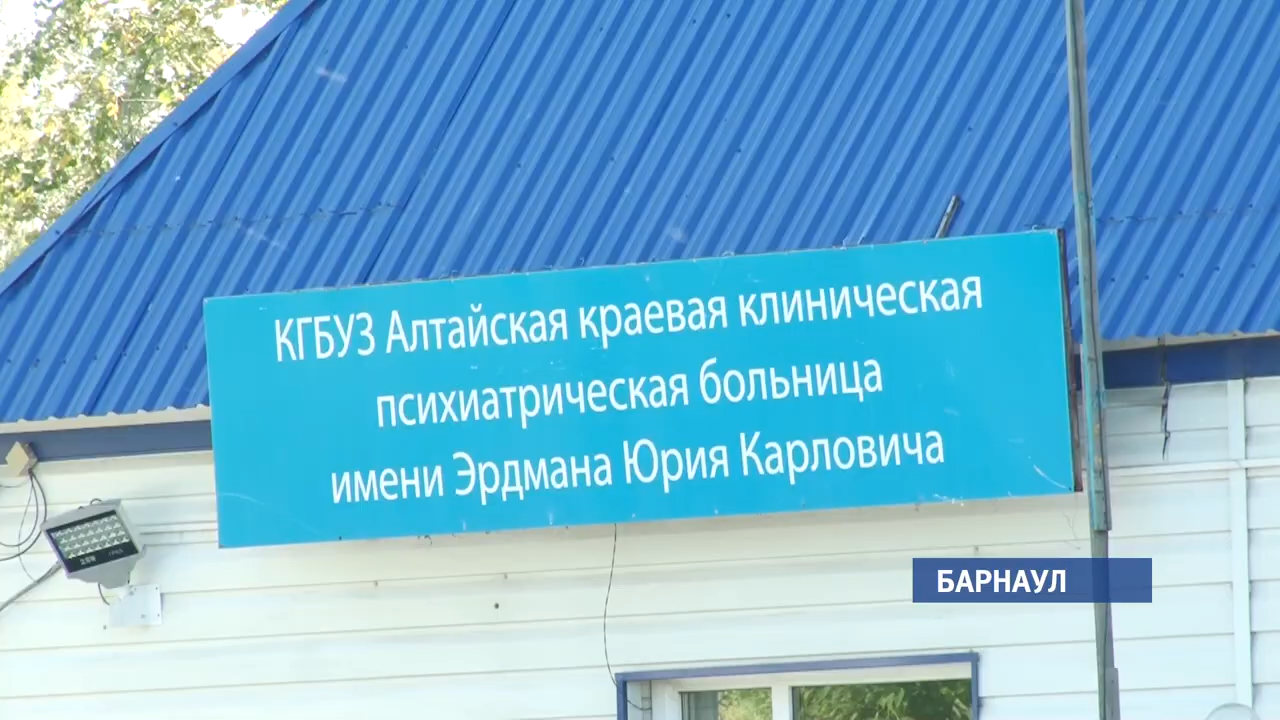 КГБУЗ Алтайская краевая клиническая
психиатрическая больница
имени Эрдмана Юрия Карловича
БАРНАУЛ